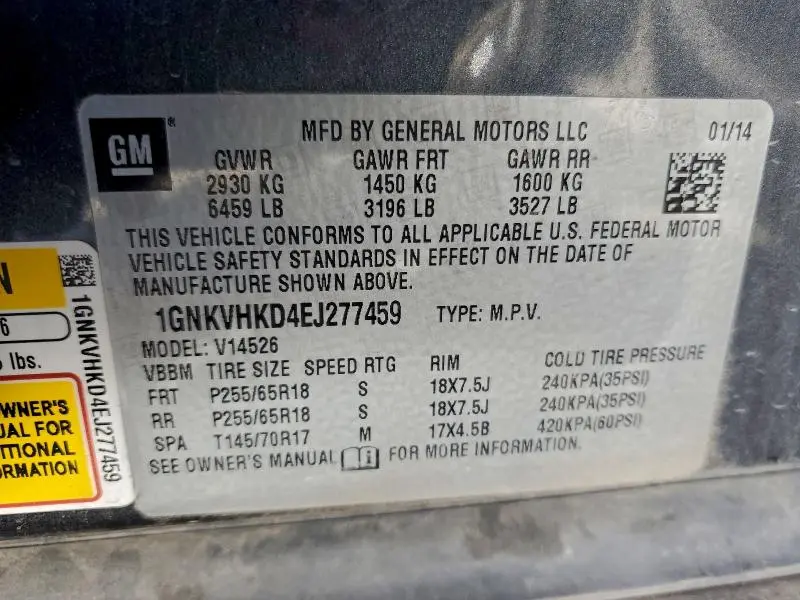 GM
MFD BY GENERAL MOTORS LLC 01/14
GVWR GAWR FRT GAWR RR
2930 KG 1450 KG 1600 KG
6459 LB 3196 LB 3527 LB
THIS VEHICLE CONFORMS TO ALL APPLICABLE U.S. FEDERAL MOTOR
VEHICLE SAFETY STANDARDS IN EFFECT ON THE DATE OF
MANUFACTURE SHOWN ABOVE.
1GNKVHKD4EJ277459 TYPE: M.P.V.
MODEL: V14526
VBBM TIRE SIZE SPEED RTG RIM COLD TIRE PRESSURE
FRT P255/65R18 S 18X7.5J 240KPA(35PSI)
RR P255/65R18 S 18X7.5J 240KPA(35PSI)
SPA T145/70R17 M 17X4.5B 420KPA(60PSI)
SEE OWNER'S MANUAL i FOR MORE INFORMATION.
N
6
lbs.
WNER'S
UAL FOR
ITIONAL
ORMATION
1GNKVHKD4EJ277459